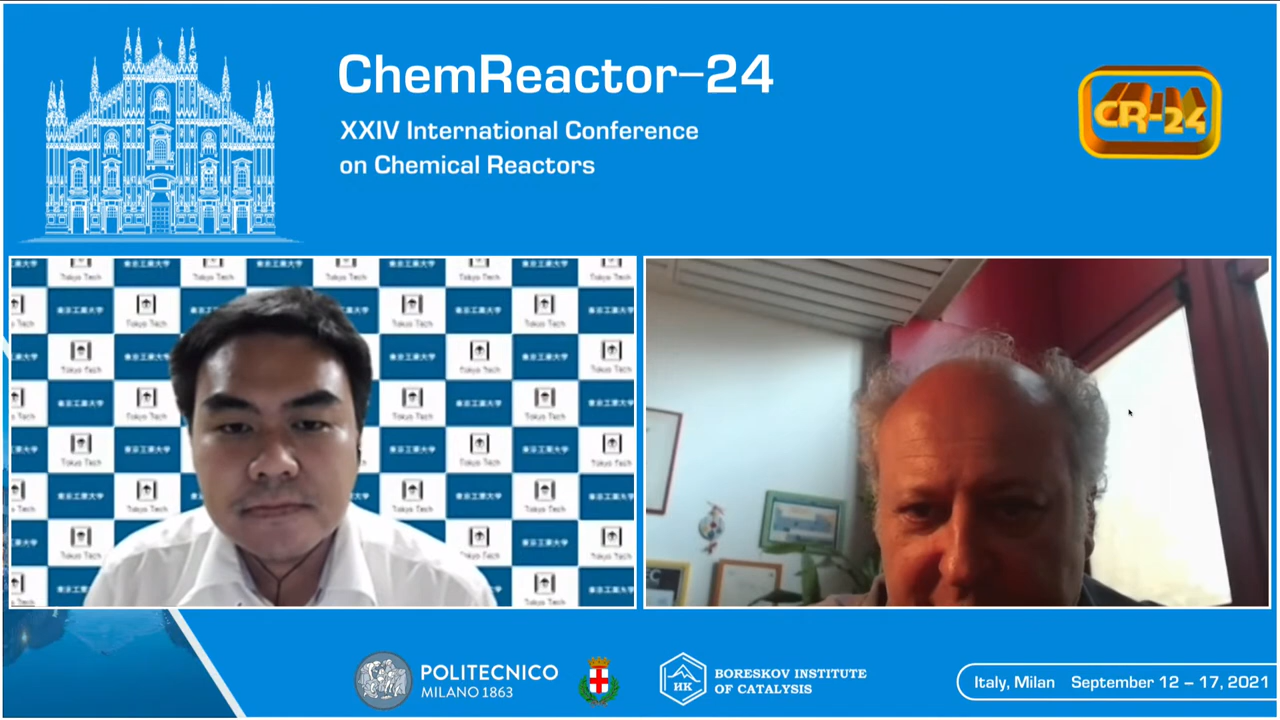 ChemReactor–24
XXIV International Conference
on Chemical Reactors
CR-24
東京工業大学
Tokyo Tech
POLITECNICO
MILANO 1863
ИК
BORESKOV INSTITUTE
OF CATALYSIS
Italy, Milan September 12 – 17, 2021